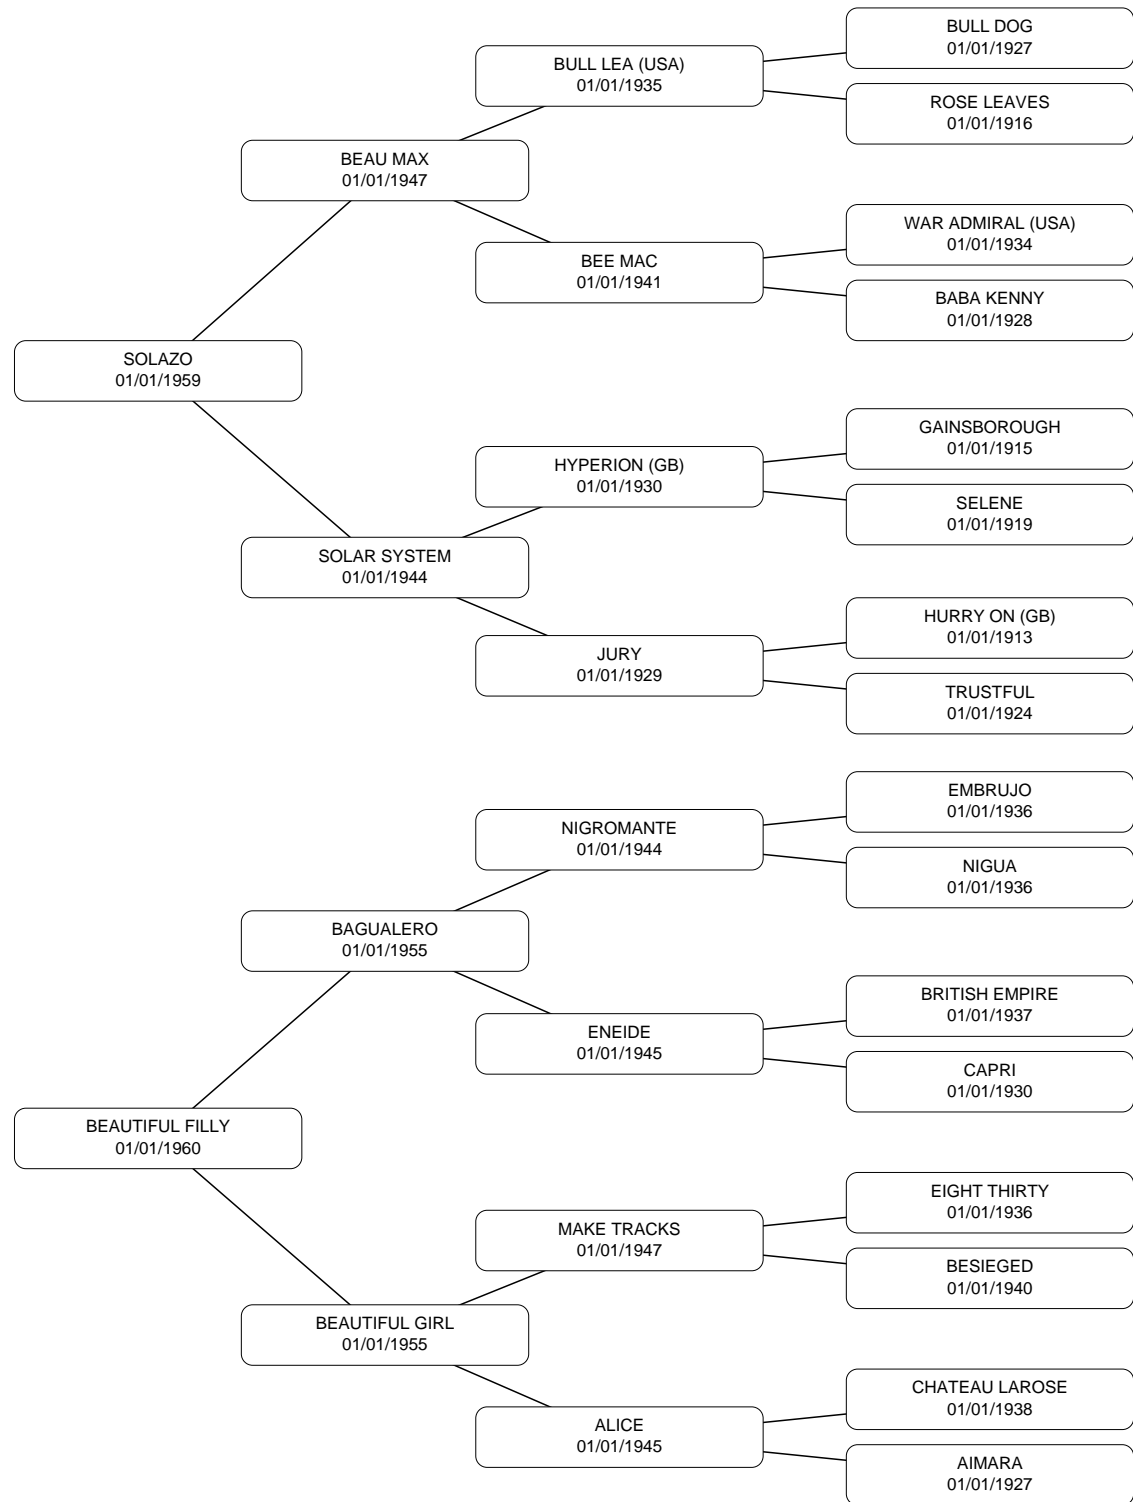 BULL DOG
01/01/1927
BULL LEA (USA)
01/01/1935
ROSE LEAVES
01/01/1916
BEAU MAX
01/01/1947
WAR ADMIRAL (USA)
01/01/1934
BEE MAC
01/01/1941
BABA KENNY
01/01/1928
SOLAZO
01/01/1959
GAINSBOROUGH
01/01/1915
HYPERION (GB)
01/01/1930
SELENE
01/01/1919
SOLAR SYSTEM
01/01/1944
HURRY ON (GB)
01/01/1913
JURY
01/01/1929
TRUSTFUL
01/01/1924
EMBRUJO
01/01/1936
NIGROMANTE
01/01/1944
NIGUA
01/01/1936
BAGUALERO
01/01/1955
BRITISH EMPIRE
01/01/1937
ENEIDE
01/01/1945
CAPRI
01/01/1930
BEAUTIFUL FILLY
01/01/1960
EIGHT THIRTY
01/01/1936
MAKE TRACKS
01/01/1947
BESIEGED
01/01/1940
BEAUTIFUL GIRL
01/01/1955
CHATEAU LAROSE
01/01/1938
ALICE
01/01/1945
AIMARA
01/01/1927